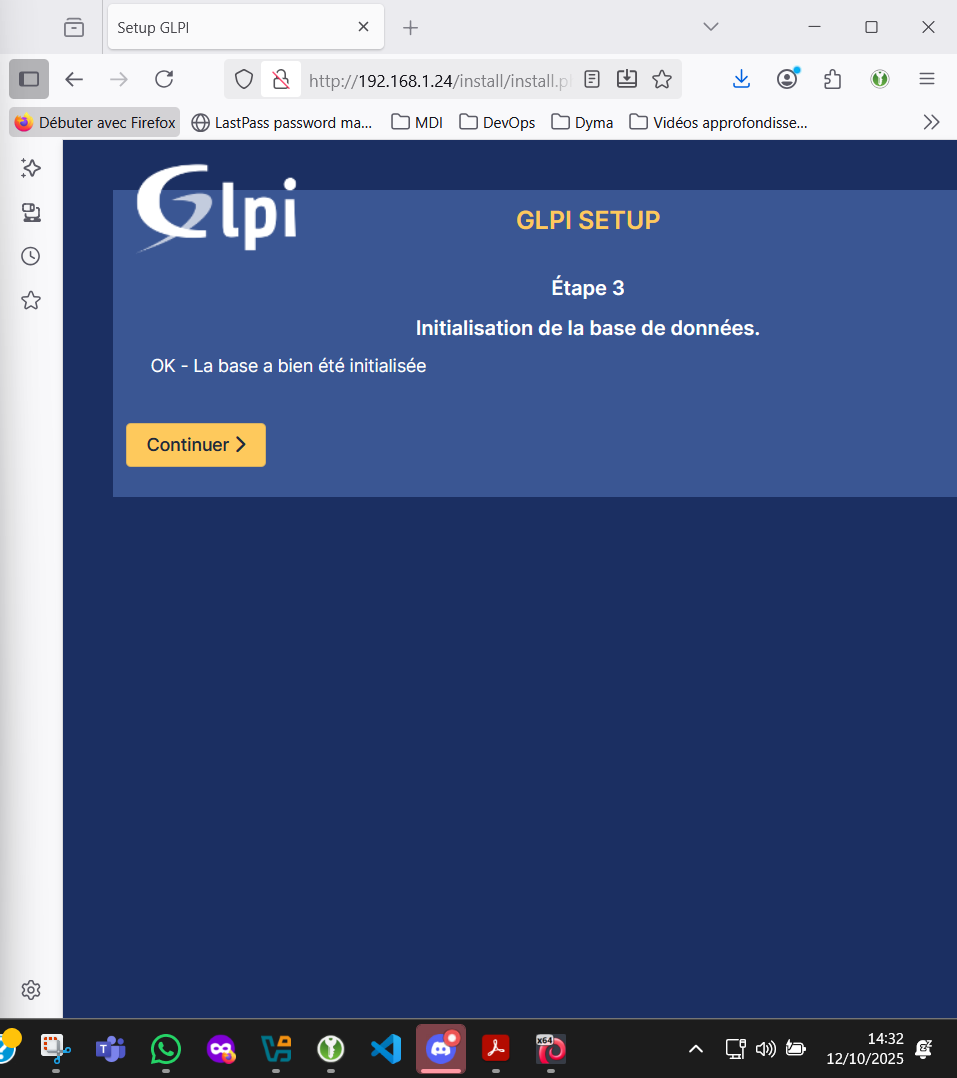 Setup GLPI
http://192.168.1.24/install/install.p
Débuter avec Firefox
LastPass password ma...
MDI
DevOps
Dyma
Vidéos approfondisse...
Glpi
GLPI SETUP
Étape 3
Initialisation de la base de données.
OK - La base a bien été initialisée
Continuer
x64
14:32
12/10/2025